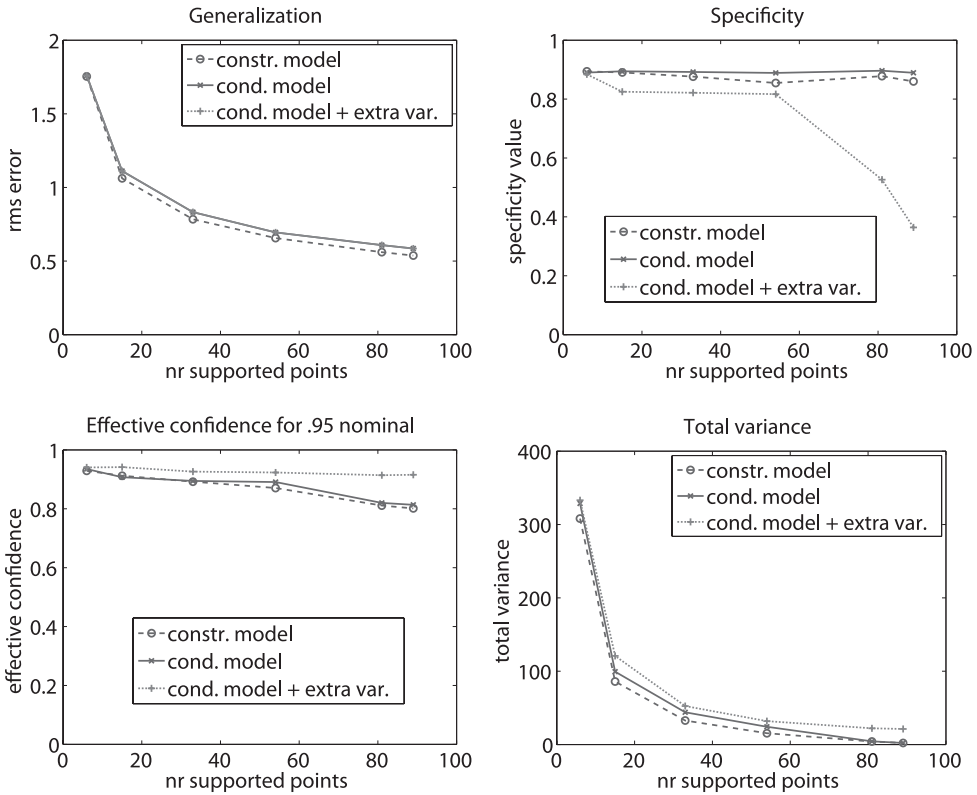 Generalization
2
1.5
1
0.5
0
rms error
constr. model
cond. model
cond. model + extra var.
0 20 40 60 80 100
nr supported points
Specificity
1
0.8
0.6
0.4
0.2
0
specificity value
constr. model
cond. model
cond. model + extra var.
0 20 40 60 80 100
nr supported points
Effective confidence for .95 nominal
1
0.8
0.6
0.4
0.2
0
effective confidence
constr. model
cond. model
cond. model + extra var.
0 20 40 60 80 100
nr supported points
Total variance
400
300
200
100
0
total variance
constr. model
cond. model
cond. model + extra var.
0 20 40 60 80 100
nr supported points